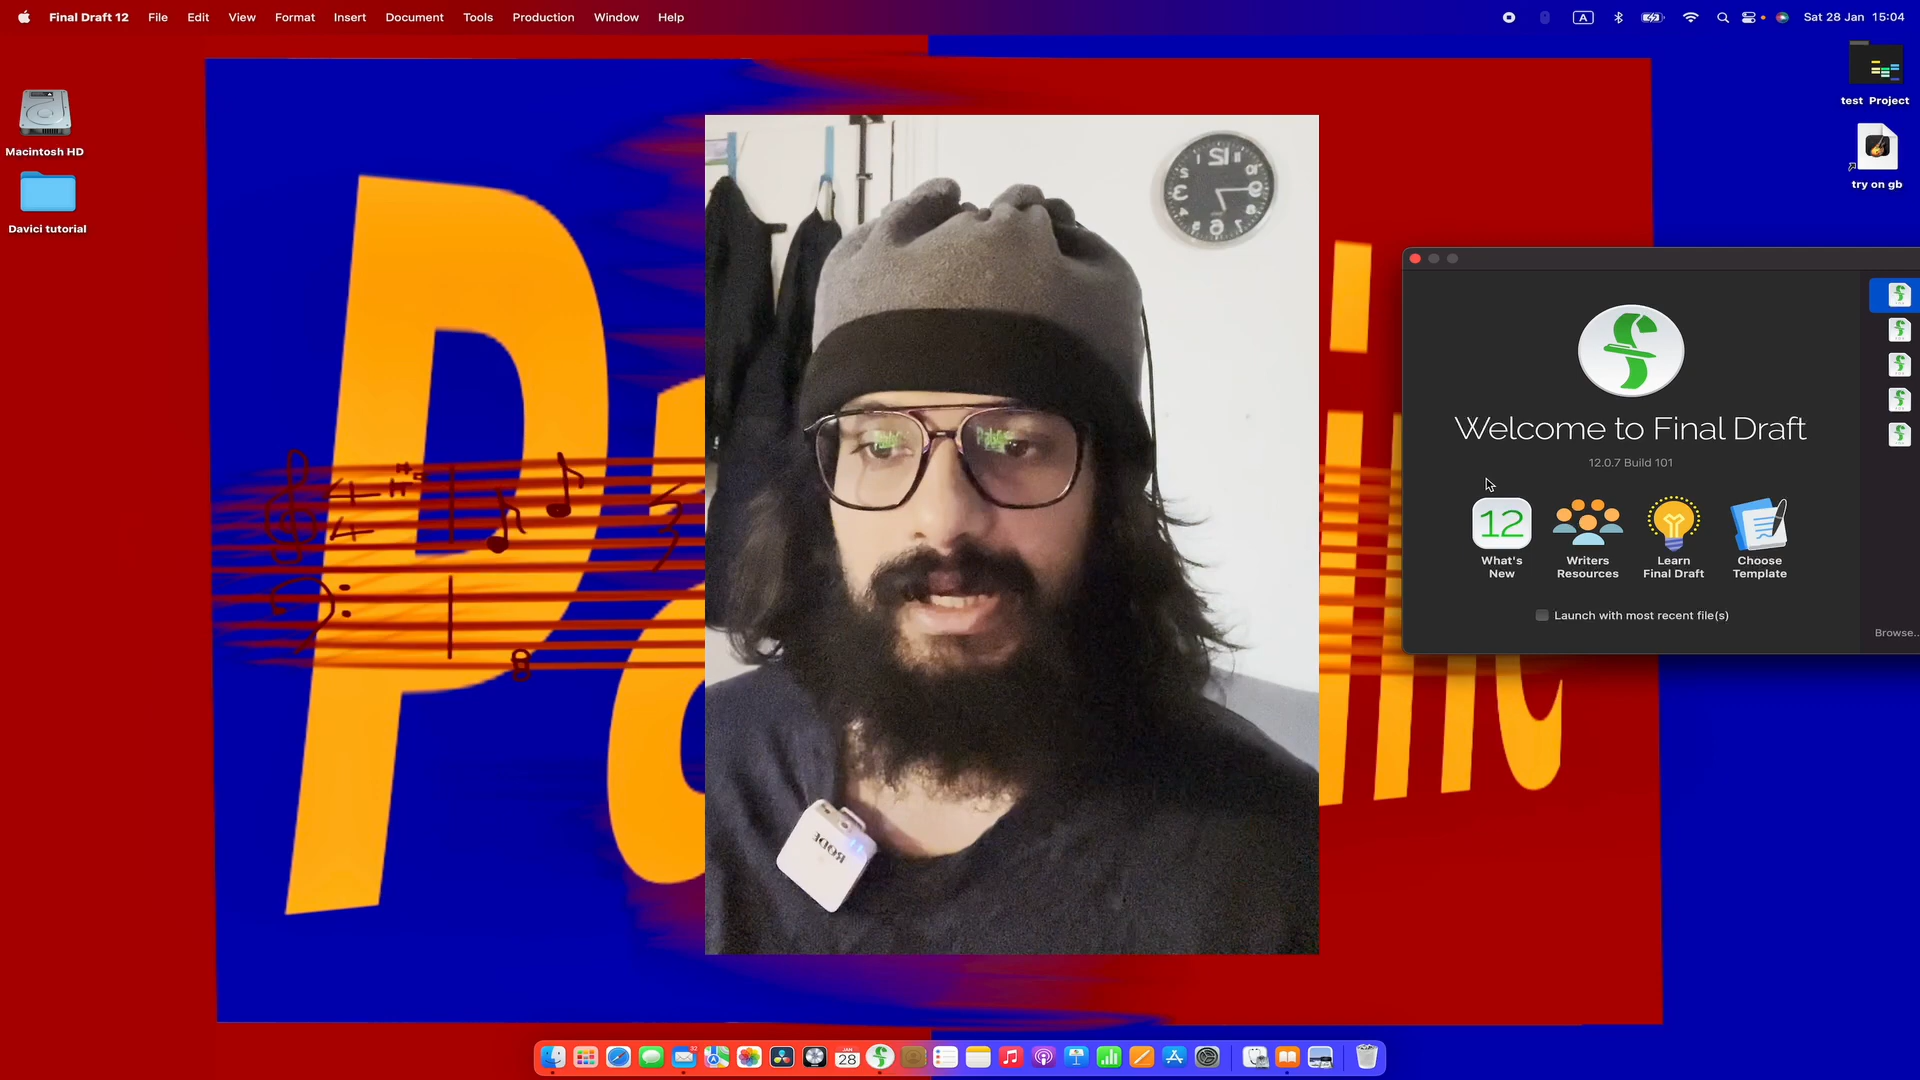 Final Draft 12 File Edit View Format Insert Document Tools Production Window Help
A Sat 28 Jan 15:04
Macintosh HD
Davici tutorial
test Project
try on gb
RODE
Welcome to Final Draft
12.0.7 Build 101
12
What's
New
Writers
Resources
Learn
Final Draft
Choose
Template
Launch with most recent file(s)
Browse..
JAN
28